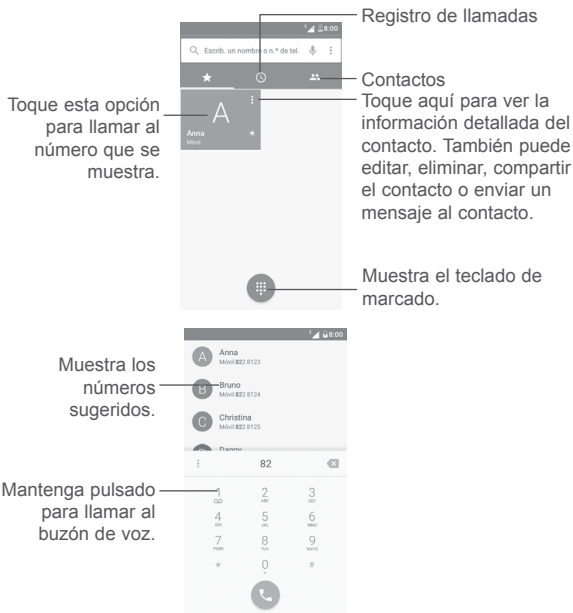 Registro de llamadas
8:00
Escrib. un nombre o n.º de tel.
Contactos
Toque esta opción
para llamar al
número que se
muestra.
A
Anna
Móvil
Toque aquí para ver la
información detallada del
contacto. También puede
editar, eliminar, compartir
el contacto o enviar un
mensaje al contacto.
Muestra el teclado de
marcado.
8:00
A
Anna
Móvil 822 8123
Muestra los
números
sugeridos.
B
Bruno
Móvil 822 8124
C
Christina
Móvil 822 8125
Danny
82
Mantenga pulsado
para llamar al
buzón de voz.
1 2 ABC 3 DEF
4 GHI 5 JKL 6 MNO
7 PQRS 8 TUV 9 WXYZ
* 0 #